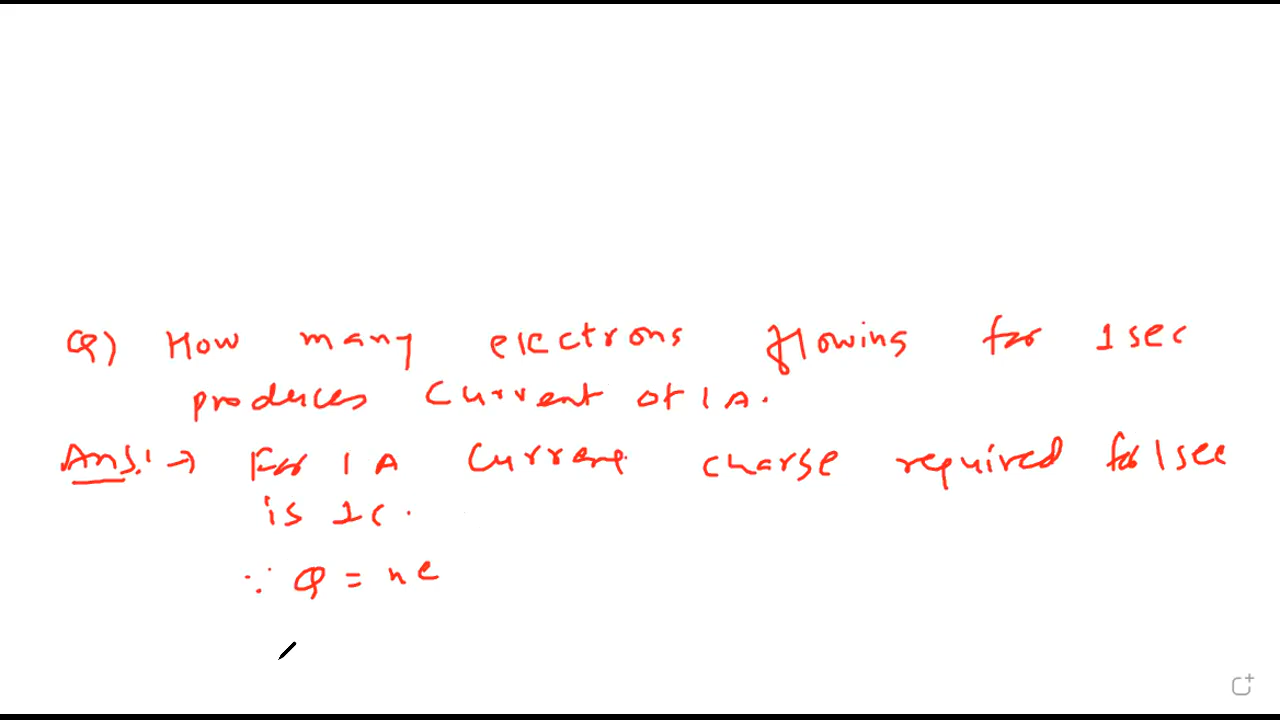 Q) How many electrons flowing for 1 sec
produces current of 1 A.
Ans: → For 1 A current charge required for 1 sec
is 1C.
∵ Q = ne